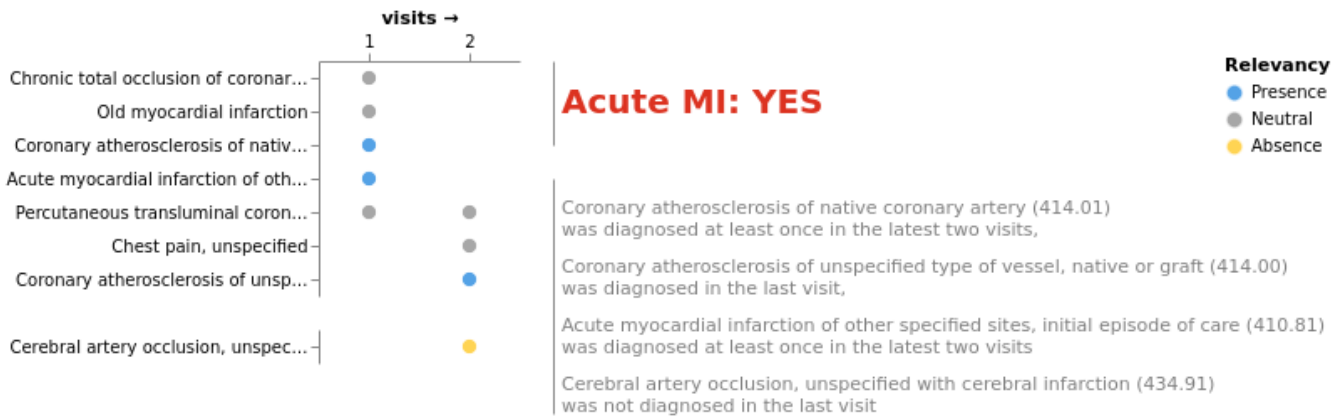 visits →
1 2
Chronic total occlusion of coronar...
Old myocardial infarction
Coronary atherosclerosis of nativ...
Acute myocardial infarction of oth...
Percutaneous transluminal coron...
Chest pain, unspecified
Coronary atherosclerosis of unsp...
Cerebral artery occlusion, unspec...
Acute MI: YES
Coronary atherosclerosis of native coronary artery (414.01)
was diagnosed at least once in the latest two visits,
Coronary atherosclerosis of unspecified type of vessel, native or graft (414.00)
was diagnosed in the last visit,
Acute myocardial infarction of other specified sites, initial episode of care (410.81)
was diagnosed at least once in the latest two visits
Cerebral artery occlusion, unspecified with cerebral infarction (434.91)
was not diagnosed in the last visit
Relevancy
Presence
Neutral
Absence